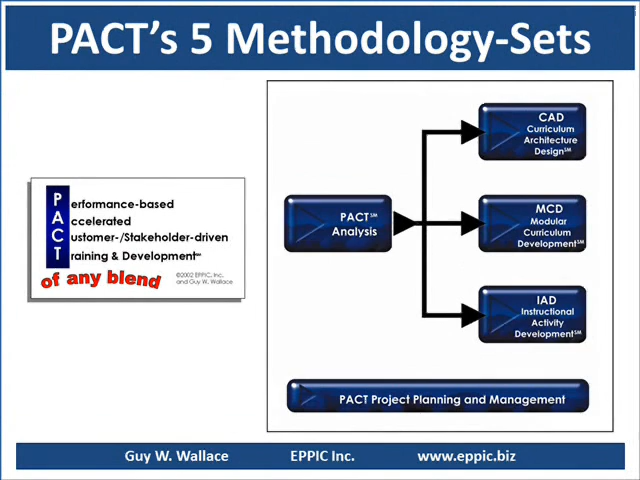 PACT's 5 Methodology-Sets
Performance-based
Accelerated
Customer-/Stakeholder-driven
Training & Development℠
of any blend
©2002 EPPIC, Inc.
and Guy W. Wallace
PACT℠
Analysis
CAD
Curriculum
Architecture
Design℠
MCD
Modular
Curriculum
Development℠
IAD
Instructional
Activity
Development℠
PACT Project Planning and Management
Guy W. Wallace EPPIC Inc. www.eppic.biz